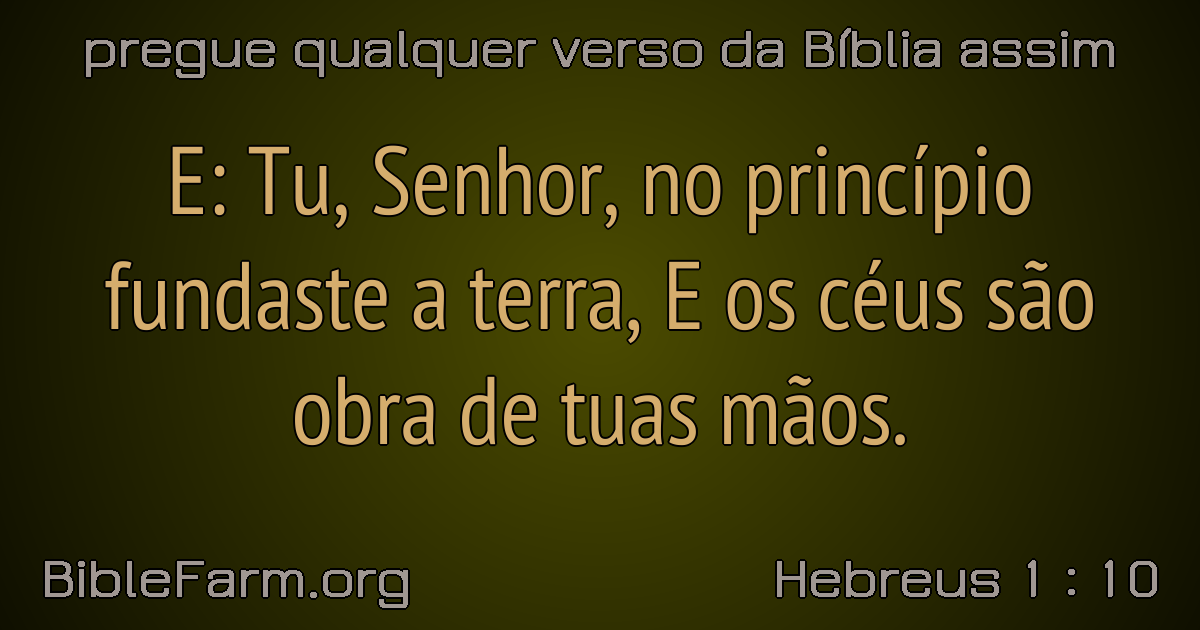 pregue qualquer verso da Bíblia assim
E: Tu, Senhor, no princípio
fundaste a terra, E os céus são
obra de tuas mãos.
BibleFarm.org
Hebreus 1 : 10